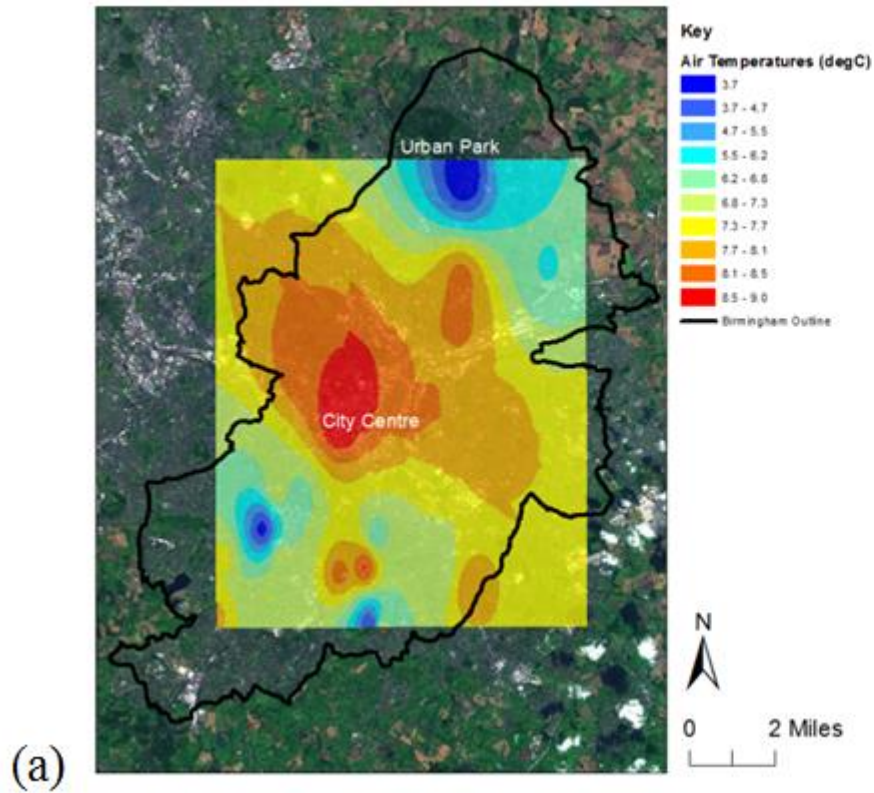 Key
Air Temperatures (degC)
3.7
3.7 - 4.7
4.7 - 5.5
5.5 - 6.2
6.2 - 6.8
6.8 - 7.3
7.3 - 7.7
7.7 - 8.1
8.1 - 8.5
8.5 - 9.0
Birmingham Outline
Urban Park
City Centre
N
0 2 Miles
(a)